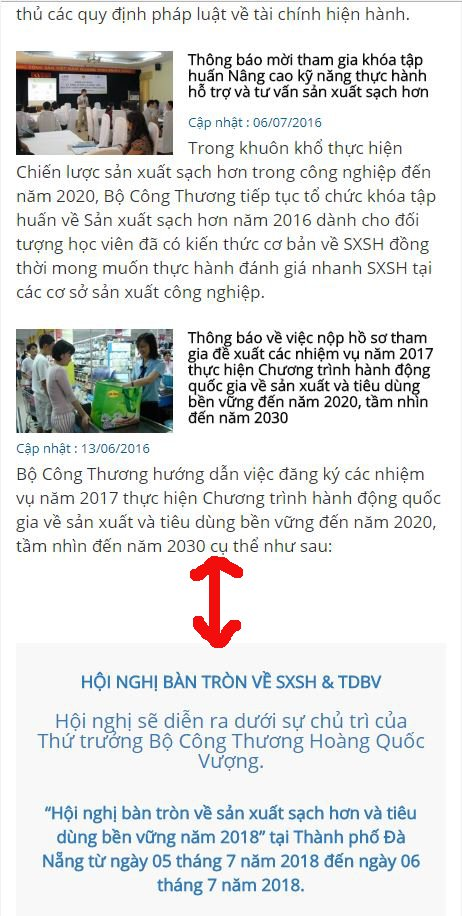 thủ các quy định pháp luật về tài chính hiện hành.
Thông báo mời tham gia khóa tập
huấn Nâng cao kỹ năng thực hành
hỗ trợ và tư vấn sản xuất sạch hơn
Cập nhật : 06/07/2016
Trong khuôn khổ thực hiện
Chiến lược sản xuất sạch hơn trong công nghiệp đến
năm 2020, Bộ Công Thương tiếp tục tổ chức khóa tập
huấn về Sản xuất sạch hơn năm 2016 dành cho đối
tượng học viên đã có kiến thức cơ bản về SXSH đồng
thời mong muốn thực hành đánh giá nhanh SXSH tại
các cơ sở sản xuất công nghiệp.
Thông báo về việc nộp hồ sơ tham
gia đề xuất các nhiệm vụ năm 2017
thực hiện Chương trình hành động
quốc gia về sản xuất và tiêu dùng
bền vững đến năm 2020, tầm nhìn
đến năm 2030
Cập nhật : 13/06/2016
Bộ Công Thương hướng dẫn việc đăng ký các nhiệm
vụ năm 2017 thực hiện Chương trình hành động quốc
gia về sản xuất và tiêu dùng bền vững đến năm 2020,
tầm nhìn đến năm 2030 cụ thể như sau:
HỘI NGHỊ BÀN TRÒN VỀ SXSH & TDBV
Hội nghị sẽ diễn ra dưới sự chủ trì của
Thứ trưởng Bộ Công Thương Hoàng Quốc
Vượng.
“Hội nghị bàn tròn về sản xuất sạch hơn và tiêu
dùng bền vững năm 2018” tại Thành phố Đà
Nẵng từ ngày 05 tháng 7 năm 2018 đến ngày 06
tháng 7 năm 2018.